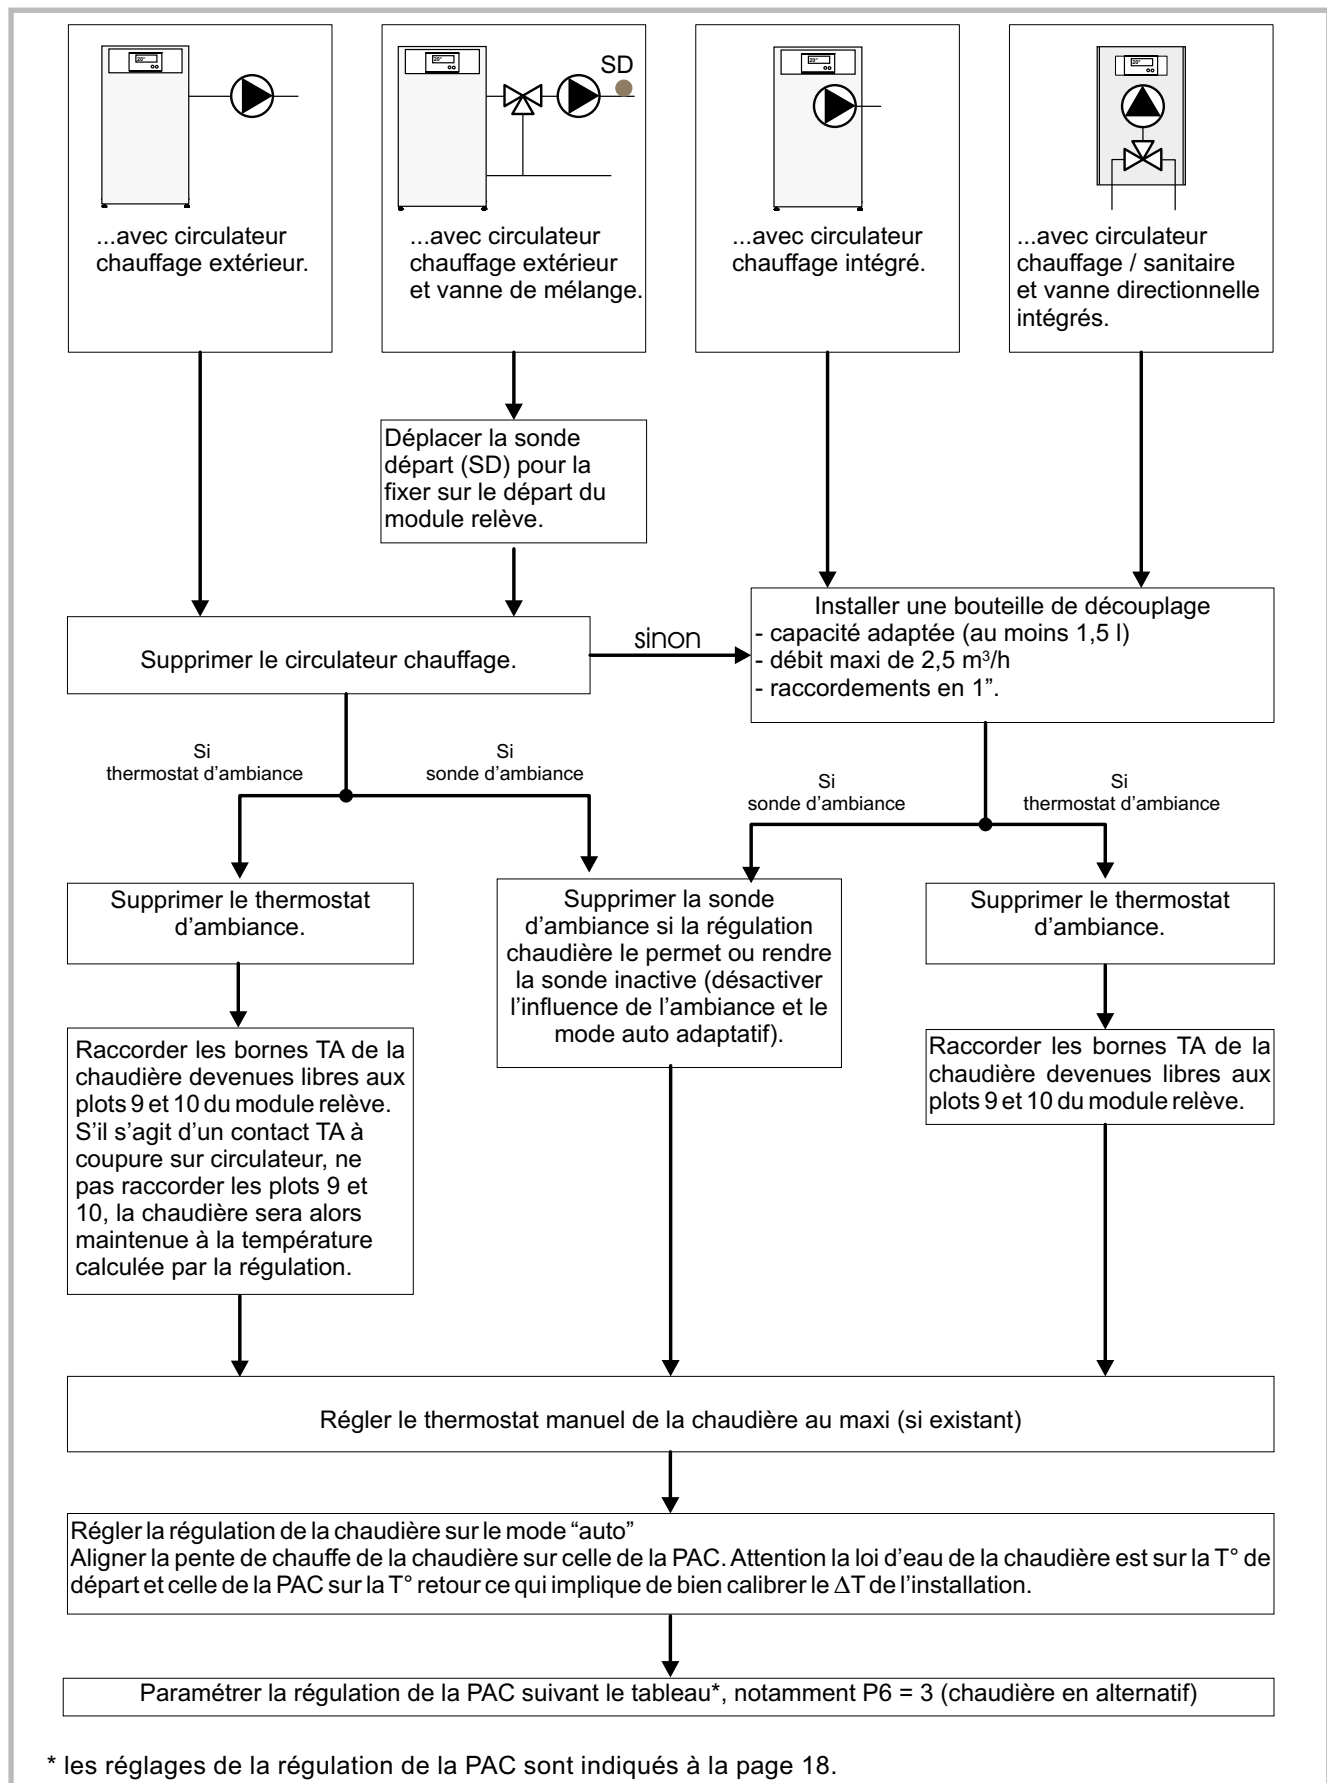 20°
20°
SD
20°
20°
...avec circulateur
chauffage extérieur.
...avec circulateur
chauffage extérieur
et vanne de mélange.
...avec circulateur
chauffage intégré.
...avec circulateur
chauffage / sanitaire
et vanne directionnelle
intégrés.
Déplacer la sonde
départ (SD) pour la
fixer sur le départ du
module relève.
Supprimer le circulateur chauffage.
sinon
Installer une bouteille de découplage
- capacité adaptée (au moins 1,5 l)
- débit maxi de 2,5 m³/h
- raccordements en 1”.
Si
thermostat d’ambiance
Si
sonde d’ambiance
Si
sonde d’ambiance
Si
thermostat d’ambiance
Supprimer le thermostat
d’ambiance.
Supprimer la sonde
d’ambiance si la régulation
chaudière le permet ou rendre
la sonde inactive (désactiver
l’influence de l’ambiance et le
mode auto adaptatif).
Supprimer le thermostat
d’ambiance.
Raccorder les bornes TA de la
chaudière devenues libres aux
plots 9 et 10 du module relève.
S’il s’agit d’un contact TA à
coupure sur circulateur, ne
pas raccorder les plots 9 et
10, la chaudière sera alors
maintenue à la température
calculée par la régulation.
Raccorder les bornes TA de la
chaudière devenues libres aux
plots 9 et 10 du module relève.
Régler le thermostat manuel de la chaudière au maxi (si existant)
Régler la régulation de la chaudière sur le mode “auto”
Aligner la pente de chauffe de la chaudière sur celle de la PAC. Attention la loi d’eau de la chaudière est sur la T° de
départ et celle de la PAC sur la T° retour ce qui implique de bien calibrer le ΔT de l’installation.
Paramétrer la régulation de la PAC suivant le tableau*, notamment P6 = 3 (chaudière en alternatif)
* les réglages de la régulation de la PAC sont indiqués à la page 18.